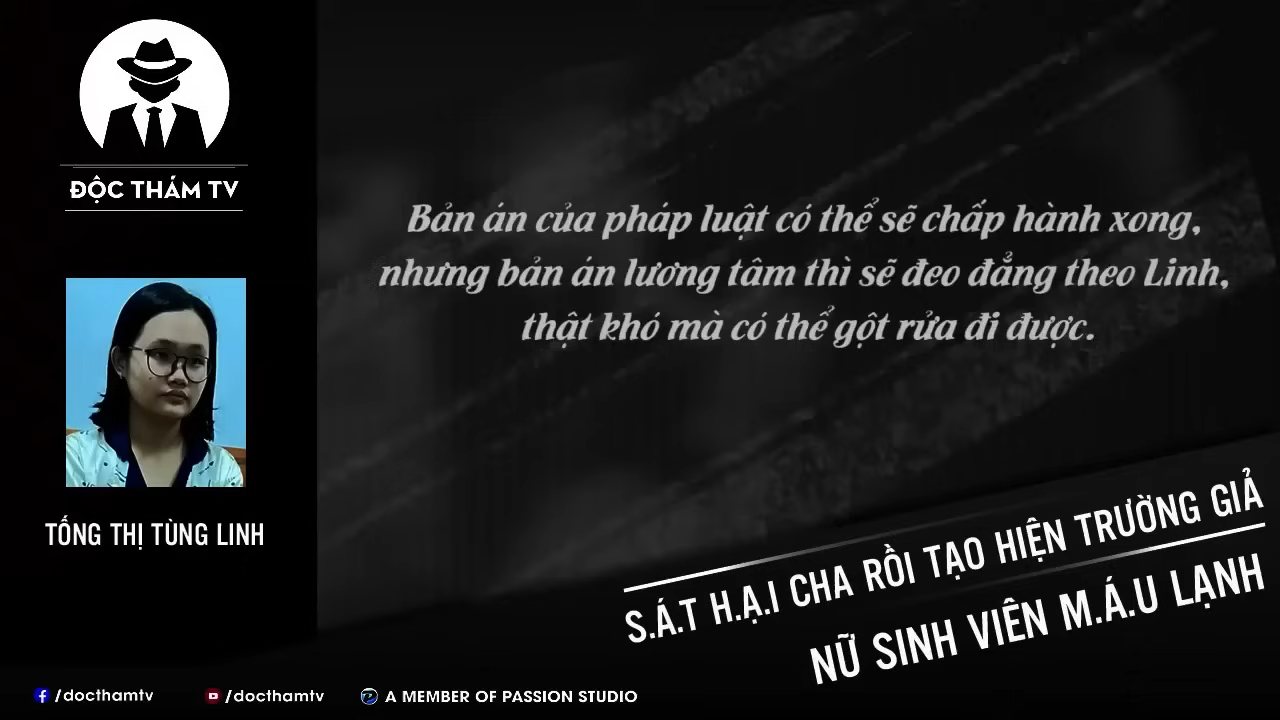 ĐỘC THÁM TV
TỐNG THỊ TÙNG LINH
Bản án của pháp luật có thể sẽ chấp hành xong,
nhưng bản án lương tâm thì sẽ đeo đẳng theo Linh,
thật khó mà có thể gột rửa đi được.
S.Á.T H.Ạ.I CHA RỒI TẠO HIỆN TRƯỜNG GIẢ
NỮ SINH VIÊN M.Á.U LẠNH
/docthamtv
/docthamtv
A MEMBER OF PASSION STUDIO